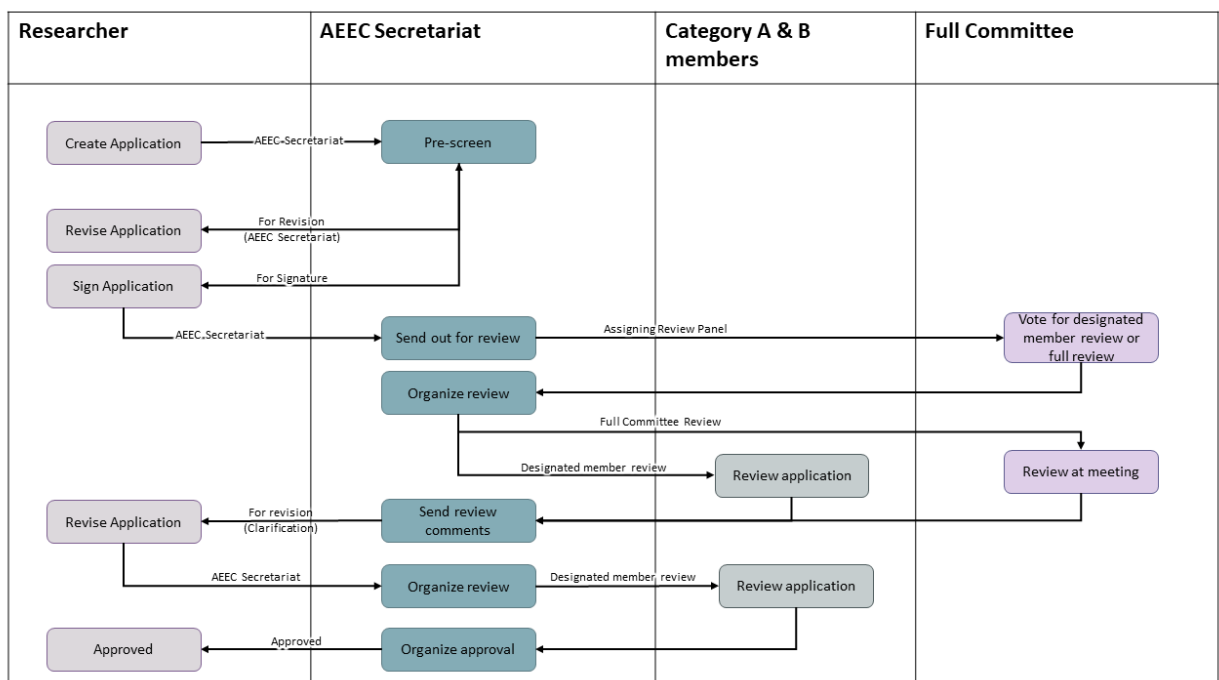 Researcher
AEEC Secretariat
Category A & B
members
Full Committee
Create Application
AEEC-Secretariat
Pre-screen
Revise Application
For Revision
(AEEC Secretariat)
Sign Application
For Signature
AEEC-Secretariat
Send out for review
Assigning Review Panel
Vote for designated
member review or
full review
Organize review
Full Committee Review
Designated member review
Review application
Review at meeting
Revise Application
For revision
(Clarification)
Send review
comments
AEEC Secretariat
Organize review
Designated member review
Review application
Approved
Approved
Organize approval